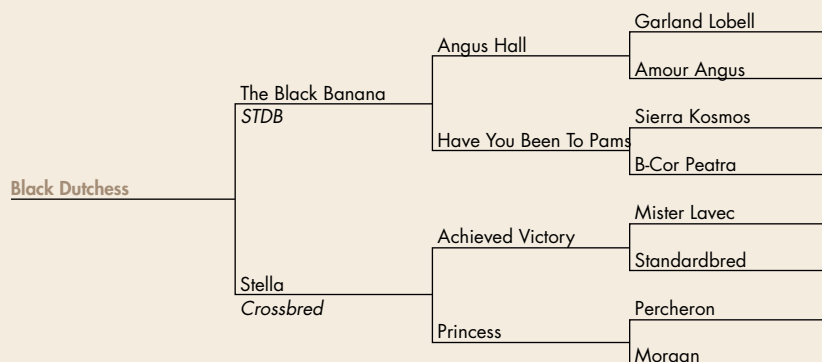 Garland Lobell
Angus Hall
Amour Angus
The Black Banana
STDB
Sierra Kosmos
Have You Been To Pams
B-Cor Peatra
Black Dutchess
Mister Lavec
Achieved Victory
Standardbred
Stella
Crossbred
Percheron
Princess
Morgan